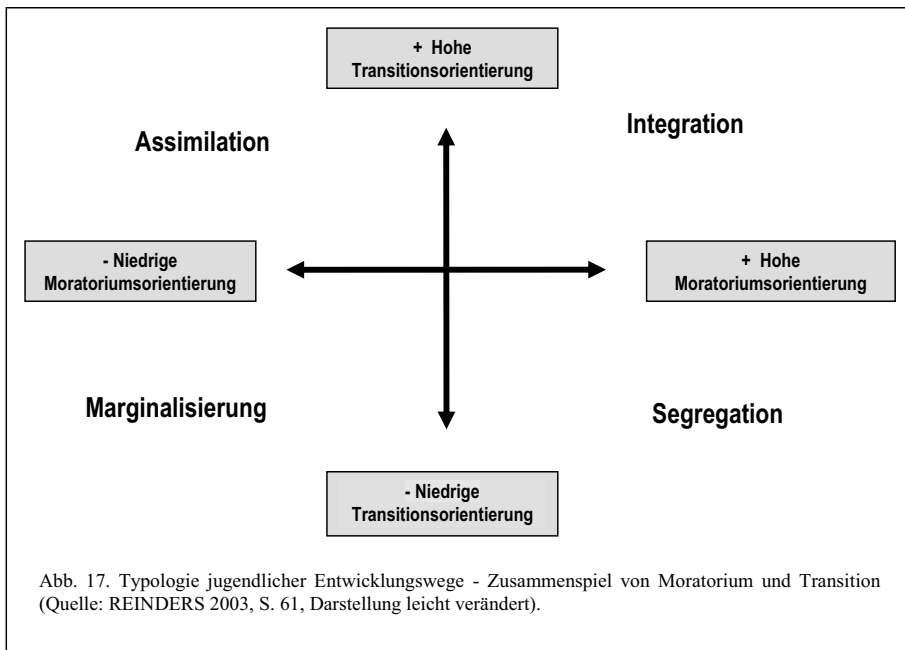 + Hohe
Transitionsorientierung
Assimilation
Integration
- Niedrige
Moratoriumsorientierung
+ Hohe
Moratoriumsorientierung
Marginalisierung
Segregation
- Niedrige
Transitionsorientierung
Abb. 17. Typologie jugendlicher Entwicklungswege - Zusammenspiel von Moratorium und Transition
(Quelle: REINDERS 2003, S. 61, Darstellung leicht verändert).